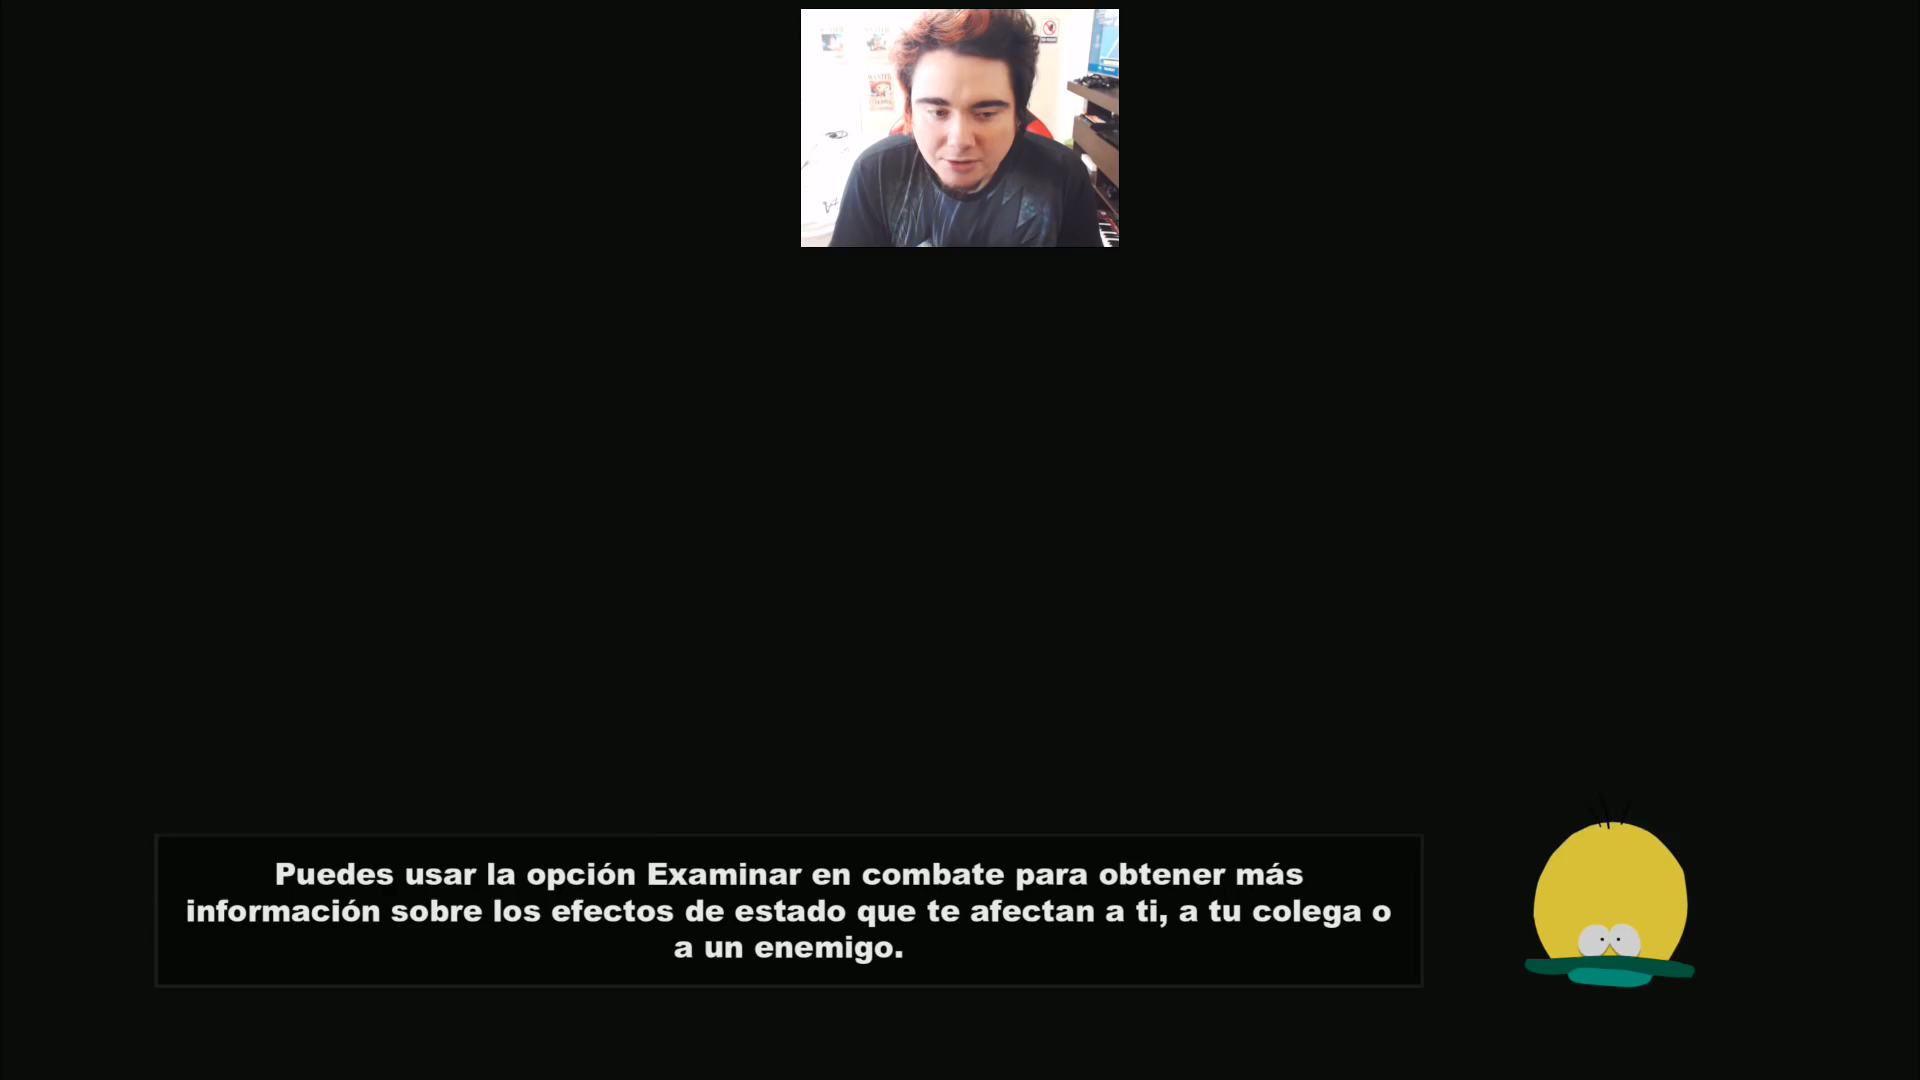 WANTED
Puedes usar la opción Examinar en combate para obtener más
información sobre los efectos de estado que te afectan a ti, a tu colega o
a un enemigo.